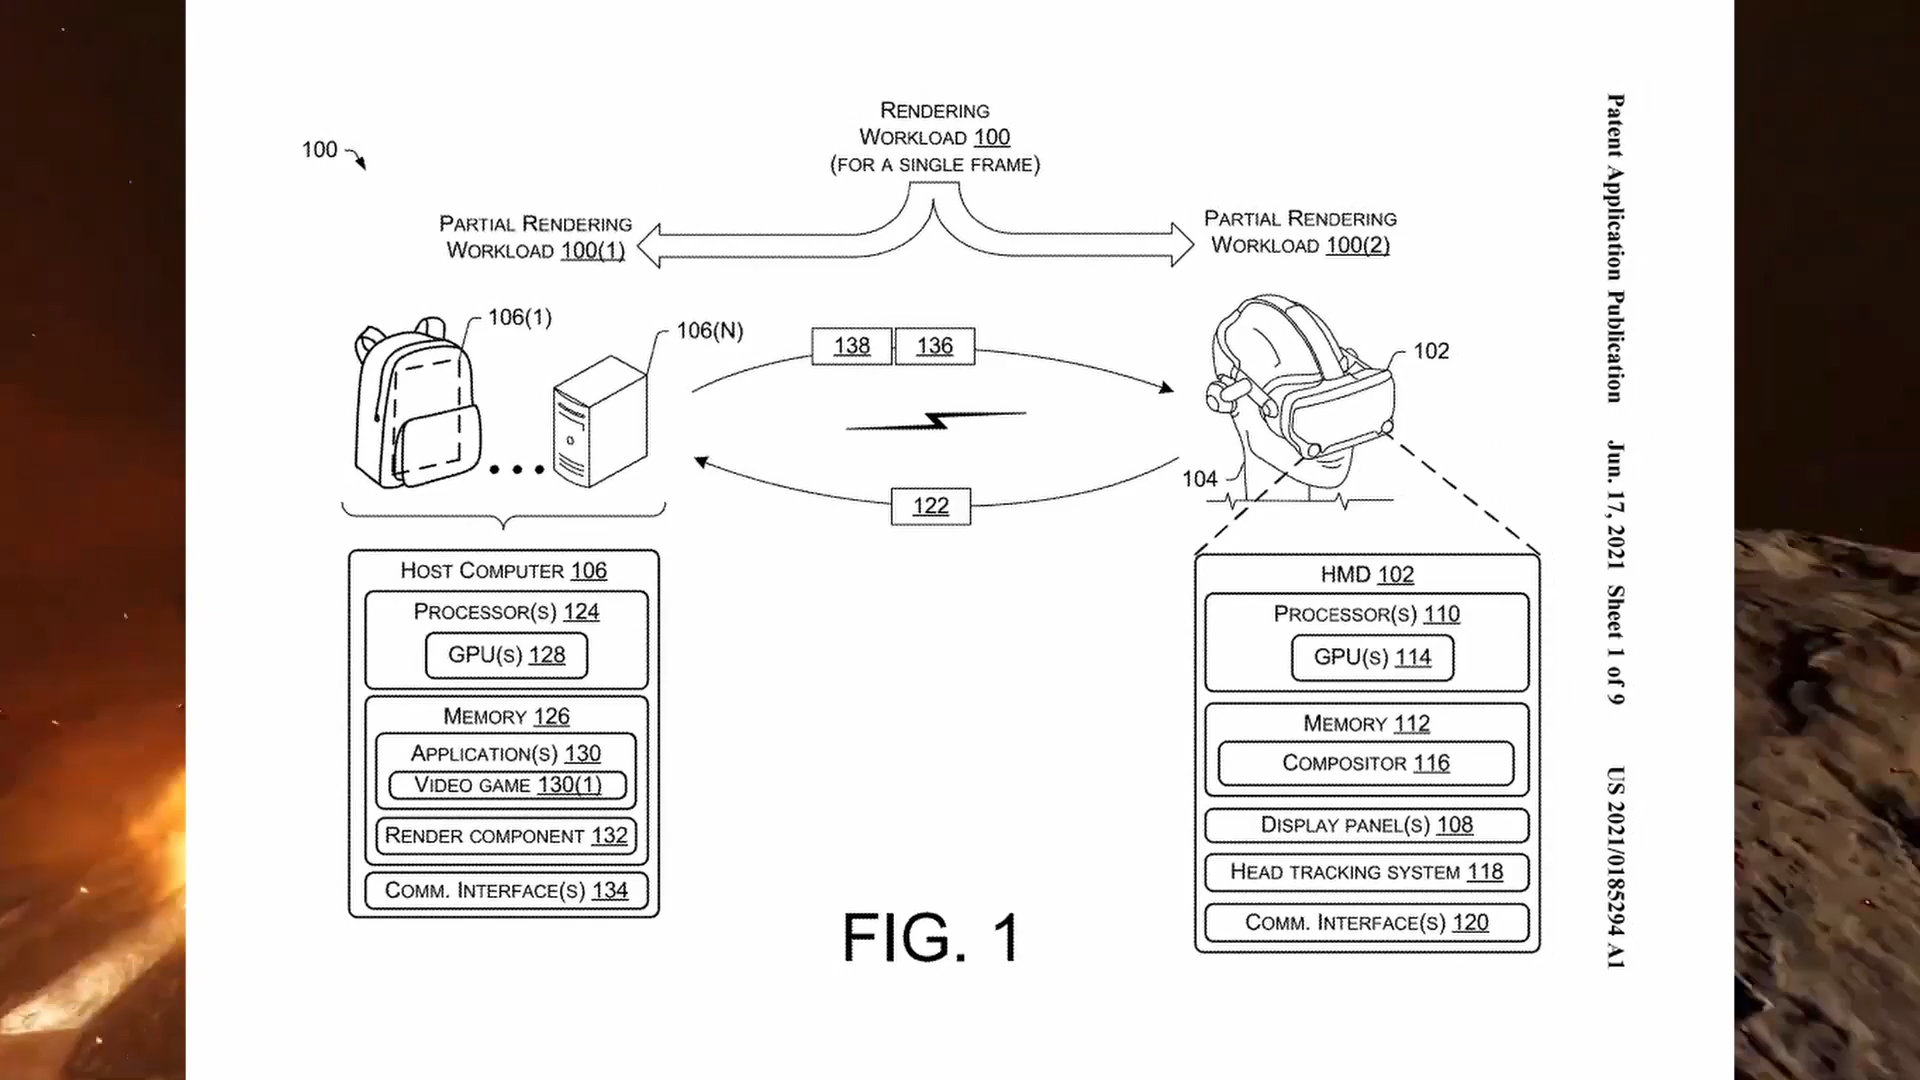 RENDERING
WORKLOAD 100
(FOR A SINGLE FRAME)
100
PARTIAL RENDERING
WORKLOAD 100(1)
PARTIAL RENDERING
WORKLOAD 100(2)
106(1)
106(N)
138
136
102
104
122
HOST COMPUTER 106
PROCESSOR(S) 124
GPU(S) 128
MEMORY 126
APPLICATION(S) 130
VIDEO GAME 130(1)
RENDER COMPONENT 132
COMM. INTERFACE(S) 134
HMD 102
PROCESSOR(S) 110
GPU(S) 114
MEMORY 112
COMPOSITOR 116
DISPLAY PANEL(S) 108
HEAD TRACKING SYSTEM 118
COMM. INTERFACE(S) 120
FIG. 1
Patent Application Publication Jun. 17, 2021 Sheet 1 of 9 US 2021/0185294 A1